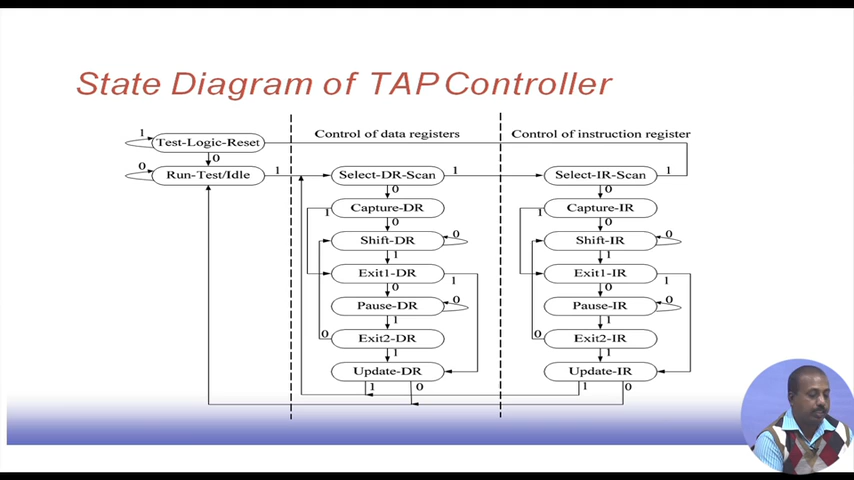 State Diagram of TAP Controller
Control of data registers
Control of instruction register
1
Test-Logic-Reset
0
0
Run-Test/Idle
1
Select-DR-Scan
1
Select-IR-Scan
1
0
0
Capture-DR
Capture-IR
1
0
1
0
Shift-DR
0
Shift-IR
0
1
1
Exit1-DR
1
Exit1-IR
1
0
0
Pause-DR
0
Pause-IR
0
1
1
0
Exit2-DR
0
Exit2-IR
1
1
Update-DR
Update-IR
1
0
1
0